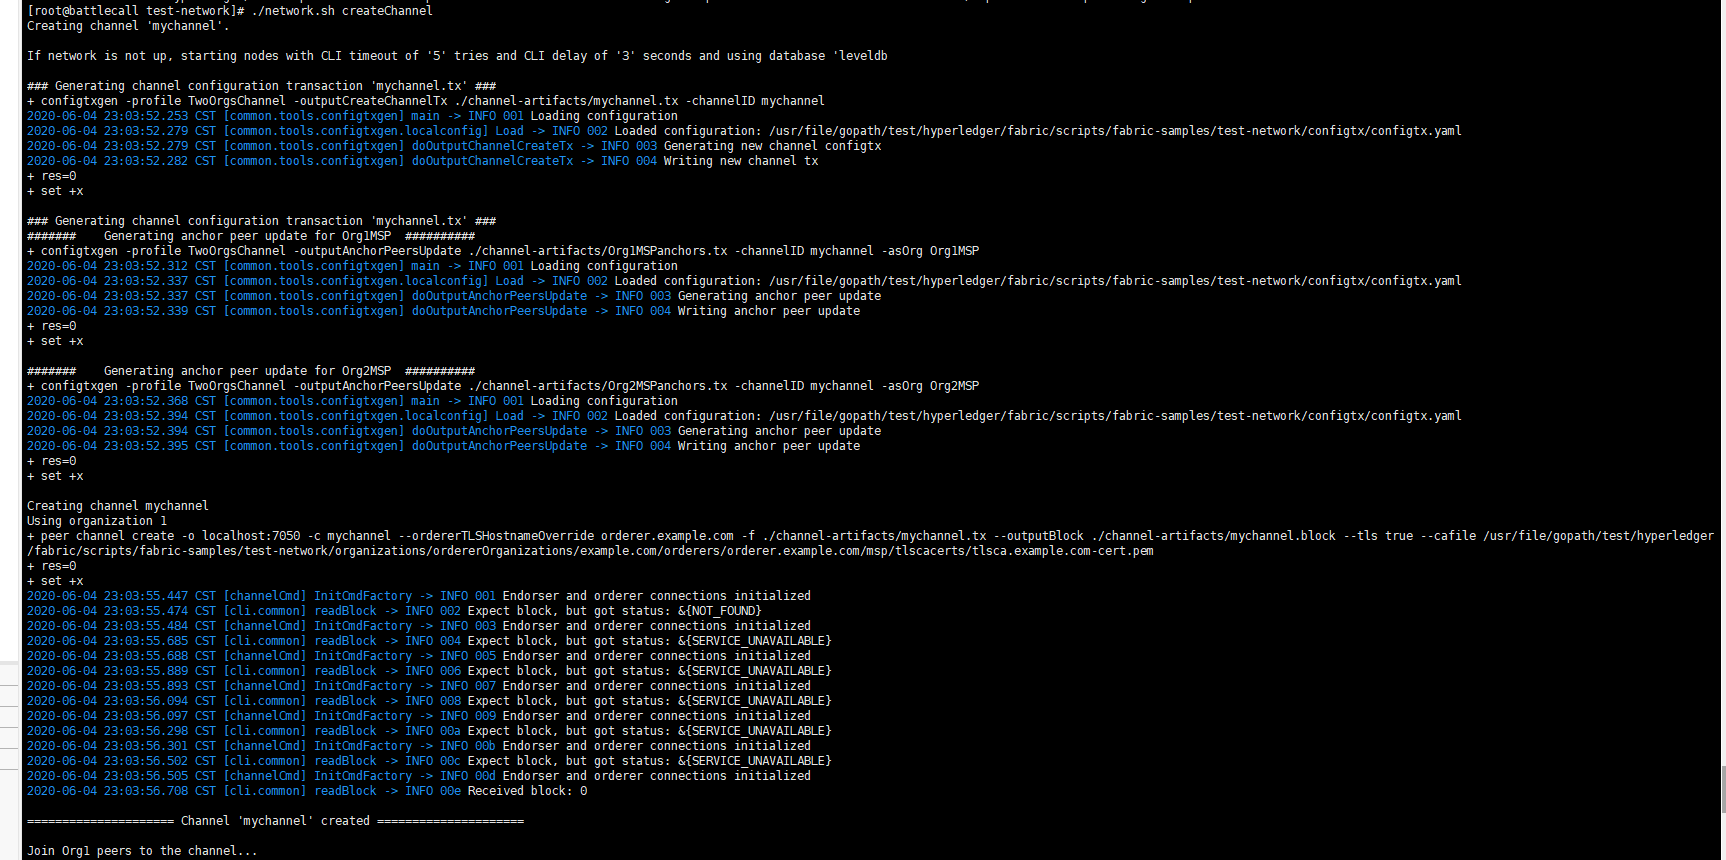 [root@battlecall test-network]# ./network.sh createChannel
Creating channel 'mychannel'.
If network is not up, starting nodes with CLI timeout of '5' tries and CLI delay of '3' seconds and using database 'leveldb
### Generating channel configuration transaction 'mychannel.tx' ###
+ configtxgen -profile TwoOrgsChannel -outputCreateChannelTx ./channel-artifacts/mychannel.tx -channelID mychannel
2020-06-04 23:03:52.253 CST [common.tools.configtxgen] main -> INFO 001 Loading configuration
2020-06-04 23:03:52.279 CST [common.tools.configtxgen.localconfig] Load -> INFO 002 Loaded configuration: /usr/file/gopath/test/hyperledger/fabric/scripts/fabric-samples/test-network/configtx/configtx.yaml
2020-06-04 23:03:52.279 CST [common.tools.configtxgen] doOutputChannelCreateTx -> INFO 003 Generating new channel configtx
2020-06-04 23:03:52.282 CST [common.tools.configtxgen] doOutputChannelCreateTx -> INFO 004 Writing new channel tx
+ res=0
+ set +x
### Generating channel configuration transaction 'mychannel.tx' ###
#######    Generating anchor peer update for Org1MSP  ##########
+ configtxgen -profile TwoOrgsChannel -outputAnchorPeersUpdate ./channel-artifacts/Org1MSPanchors.tx -channelID mychannel -asOrg Org1MSP
2020-06-04 23:03:52.312 CST [common.tools.configtxgen] main -> INFO 001 Loading configuration
2020-06-04 23:03:52.337 CST [common.tools.configtxgen.localconfig] Load -> INFO 002 Loaded configuration: /usr/file/gopath/test/hyperledger/fabric/scripts/fabric-samples/test-network/configtx/configtx.yaml
2020-06-04 23:03:52.337 CST [common.tools.configtxgen] doOutputAnchorPeersUpdate -> INFO 003 Generating anchor peer update
2020-06-04 23:03:52.339 CST [common.tools.configtxgen] doOutputAnchorPeersUpdate -> INFO 004 Writing anchor peer update
+ res=0
+ set +x
#######    Generating anchor peer update for Org2MSP  ##########
+ configtxgen -profile TwoOrgsChannel -outputAnchorPeersUpdate ./channel-artifacts/Org2MSPanchors.tx -channelID mychannel -asOrg Org2MSP
2020-06-04 23:03:52.368 CST [common.tools.configtxgen] main -> INFO 001 Loading configuration
2020-06-04 23:03:52.394 CST [common.tools.configtxgen.localconfig] Load -> INFO 002 Loaded configuration: /usr/file/gopath/test/hyperledger/fabric/scripts/fabric-samples/test-network/configtx/configtx.yaml
2020-06-04 23:03:52.394 CST [common.tools.configtxgen] doOutputAnchorPeersUpdate -> INFO 003 Generating anchor peer update
2020-06-04 23:03:52.395 CST [common.tools.configtxgen] doOutputAnchorPeersUpdate -> INFO 004 Writing anchor peer update
+ res=0
+ set +x
Creating channel mychannel
Using organization 1
+ peer channel create -o localhost:7050 -c mychannel --ordererTLSHostnameOverride orderer.example.com -f ./channel-artifacts/mychannel.tx --outputBlock ./channel-artifacts/mychannel.block --tls true --cafile /usr/file/gopath/test/hyperledger
/fabric/scripts/fabric-samples/test-network/organizations/ordererOrganizations/example.com/orderers/orderer.example.com/msp/tlscacerts/tlsca.example.com-cert.pem
+ res=0
+ set +x
2020-06-04 23:03:55.447 CST [channelCmd] InitCmdFactory -> INFO 001 Endorser and orderer connections initialized
2020-06-04 23:03:55.474 CST [cli.common] readBlock -> INFO 002 Expect block, but got status: &{NOT_FOUND}
2020-06-04 23:03:55.484 CST [channelCmd] InitCmdFactory -> INFO 003 Endorser and orderer connections initialized
2020-06-04 23:03:55.685 CST [cli.common] readBlock -> INFO 004 Expect block, but got status: &{SERVICE_UNAVAILABLE}
2020-06-04 23:03:55.688 CST [channelCmd] InitCmdFactory -> INFO 005 Endorser and orderer connections initialized
2020-06-04 23:03:55.889 CST [cli.common] readBlock -> INFO 006 Expect block, but got status: &{SERVICE_UNAVAILABLE}
2020-06-04 23:03:55.893 CST [channelCmd] InitCmdFactory -> INFO 007 Endorser and orderer connections initialized
2020-06-04 23:03:56.094 CST [cli.common] readBlock -> INFO 008 Expect block, but got status: &{SERVICE_UNAVAILABLE}
2020-06-04 23:03:56.097 CST [channelCmd] InitCmdFactory -> INFO 009 Endorser and orderer connections initialized
2020-06-04 23:03:56.298 CST [cli.common] readBlock -> INFO 00a Expect block, but got status: &{SERVICE_UNAVAILABLE}
2020-06-04 23:03:56.301 CST [channelCmd] InitCmdFactory -> INFO 00b Endorser and orderer connections initialized
2020-06-04 23:03:56.502 CST [cli.common] readBlock -> INFO 00c Expect block, but got status: &{SERVICE_UNAVAILABLE}
2020-06-04 23:03:56.505 CST [channelCmd] InitCmdFactory -> INFO 00d Endorser and orderer connections initialized
2020-06-04 23:03:56.708 CST [cli.common] readBlock -> INFO 00e Received block: 0
===================== Channel 'mychannel' created =====================
Join Org1 peers to the channel...